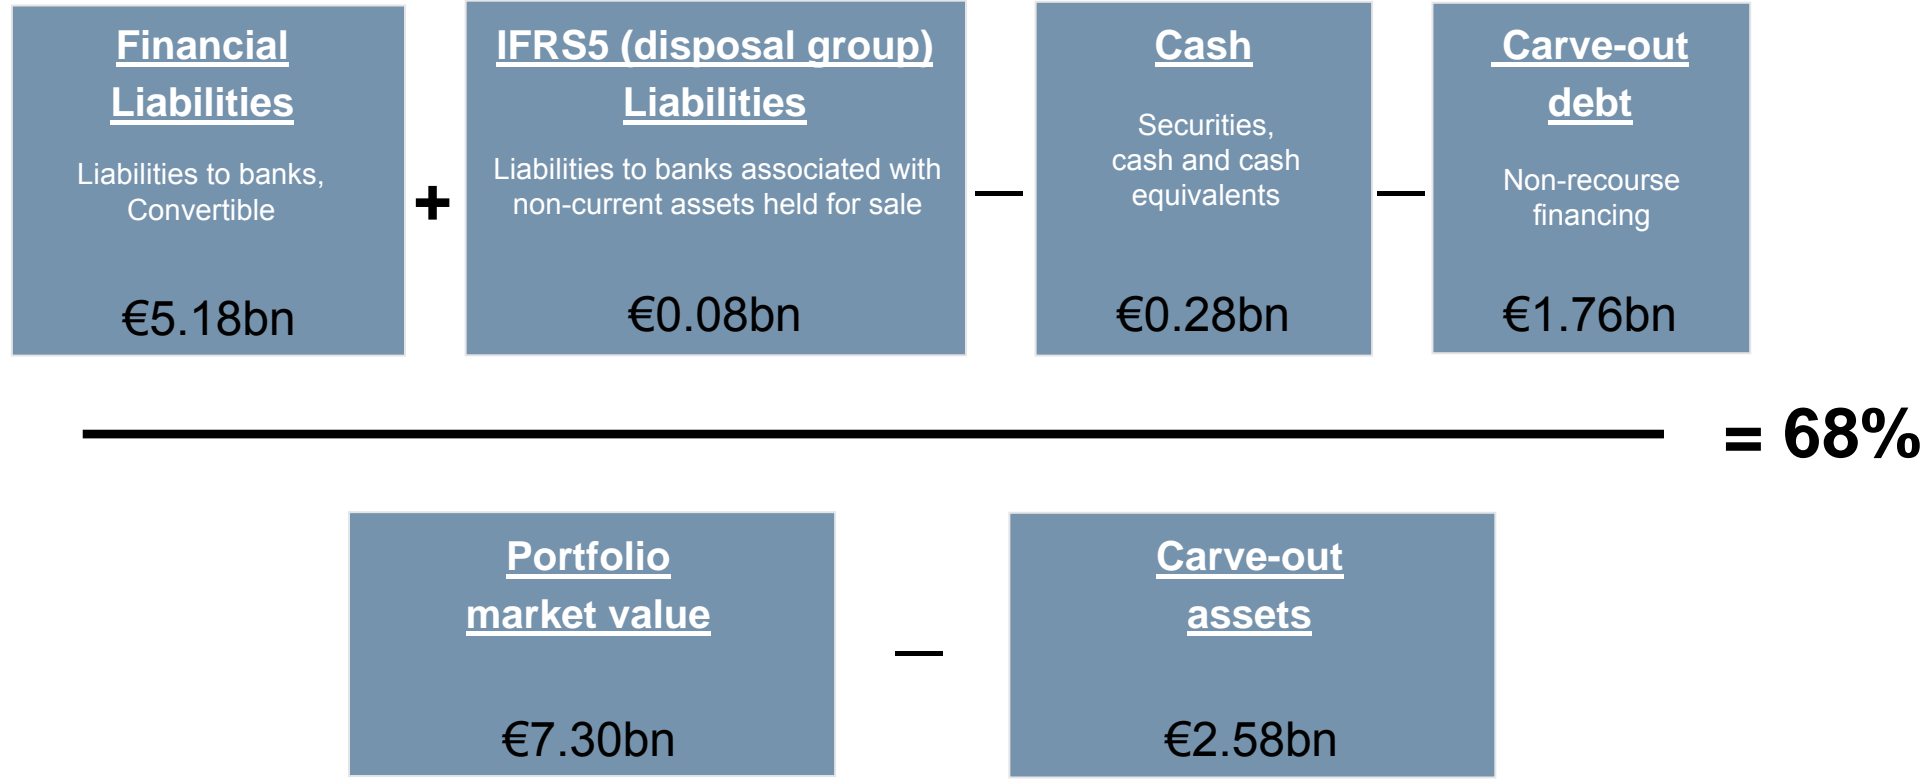 Financial
Liabilities
Liabilities to banks,
Convertible
€5.18bn
+
IFRS5 (disposal group)
Liabilities
Liabilities to banks associated with
non-current assets held for sale
€0.08bn
—
Cash
Securities,
cash and cash
equivalents
€0.28bn
—
Carve-out
debt
Non-recourse
financing
€1.76bn
= 68%
Portfolio
market value
€7.30bn
—
Carve-out
assets
€2.58bn